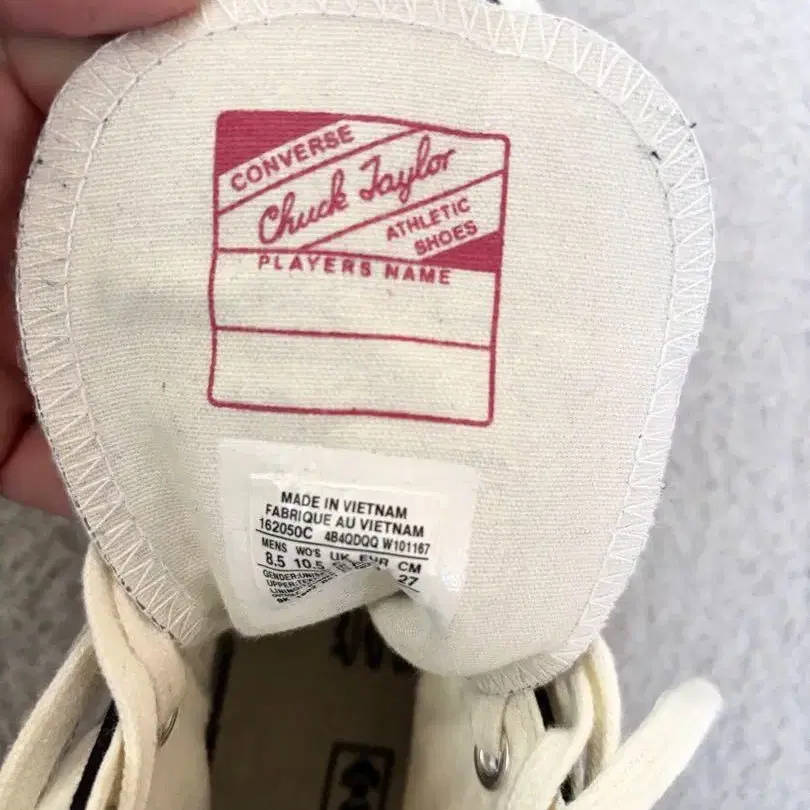 CONVERSE
Chuck Taylor
ATHLETIC
SHOES
PLAYERS NAME
MADE IN VIETNAM
FABRIQUE AU VIETNAM
162050C 4B4QDQQ W101167
MENS WO'S UK EUR CM
8.5 10.5 27